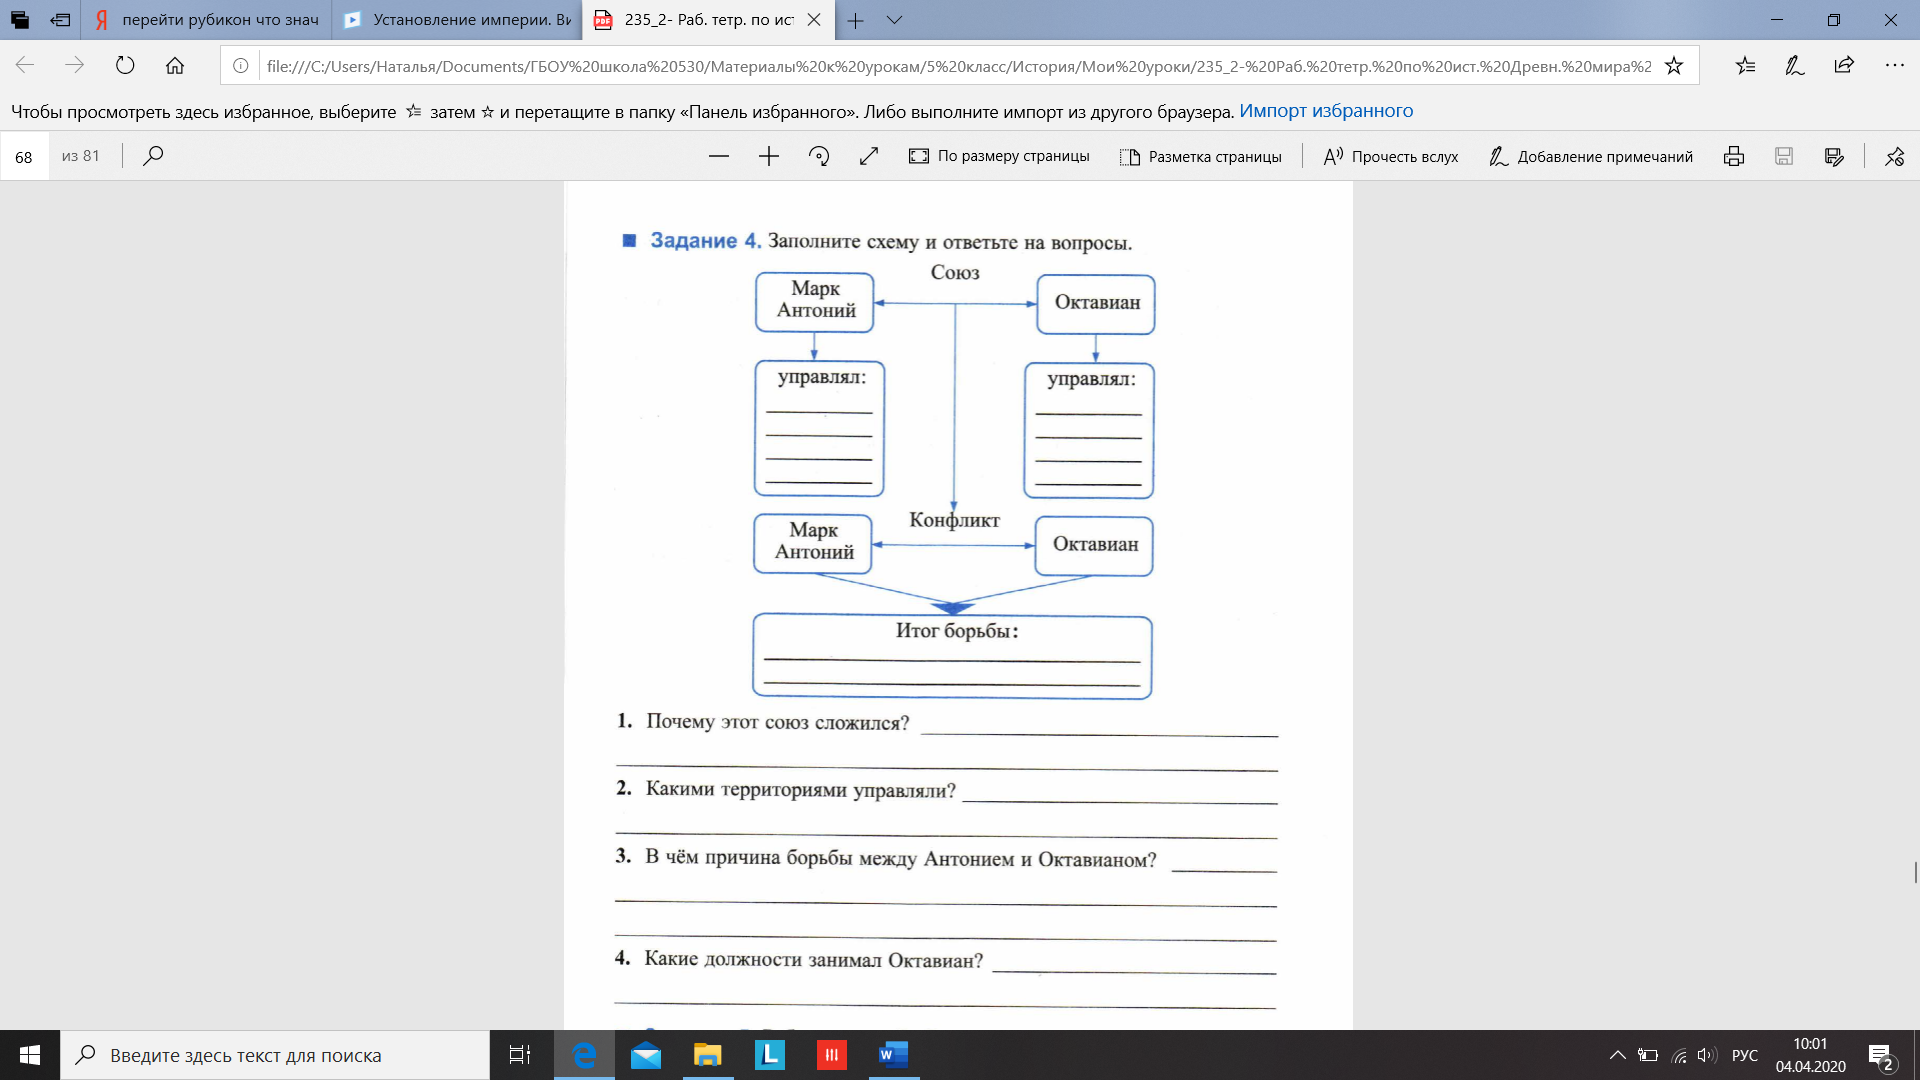 перейти рубикон что знач
Установление империи. Ви
235_2- Раб. тетр. по ист
file:///C:/Users/Наталья/Documents/ГБОУ%20школа%20530/Материалы%20к%20урокам/5%20класс/История/Мои%20уроки/235_2-%20Раб.%20тетр.%20по%20ист.%20Древн.%20мира%2
Чтобы просмотреть здесь избранное, выберите затем и перетащите в папку «Панель избранного». Либо выполните импорт из другого браузера. Импорт избранного
68 из 81
По размеру страницы
Разметка страницы
Прочесть вслух
Добавление примечаний
Задание 4. Заполните схему и ответьте на вопросы.
Союз
Марк
Антоний
Октавиан
управлял:
управлял:
Конфликт
Марк
Антоний
Октавиан
Итог борьбы:
1. Почему этот союз сложился?
2. Какими территориями управляли?
3. В чём причина борьбы между Антонием и Октавианом?
4. Какие должности занимал Октавиан?
Введите здесь текст для поиска
РУС
10:01
04.04.2020
2